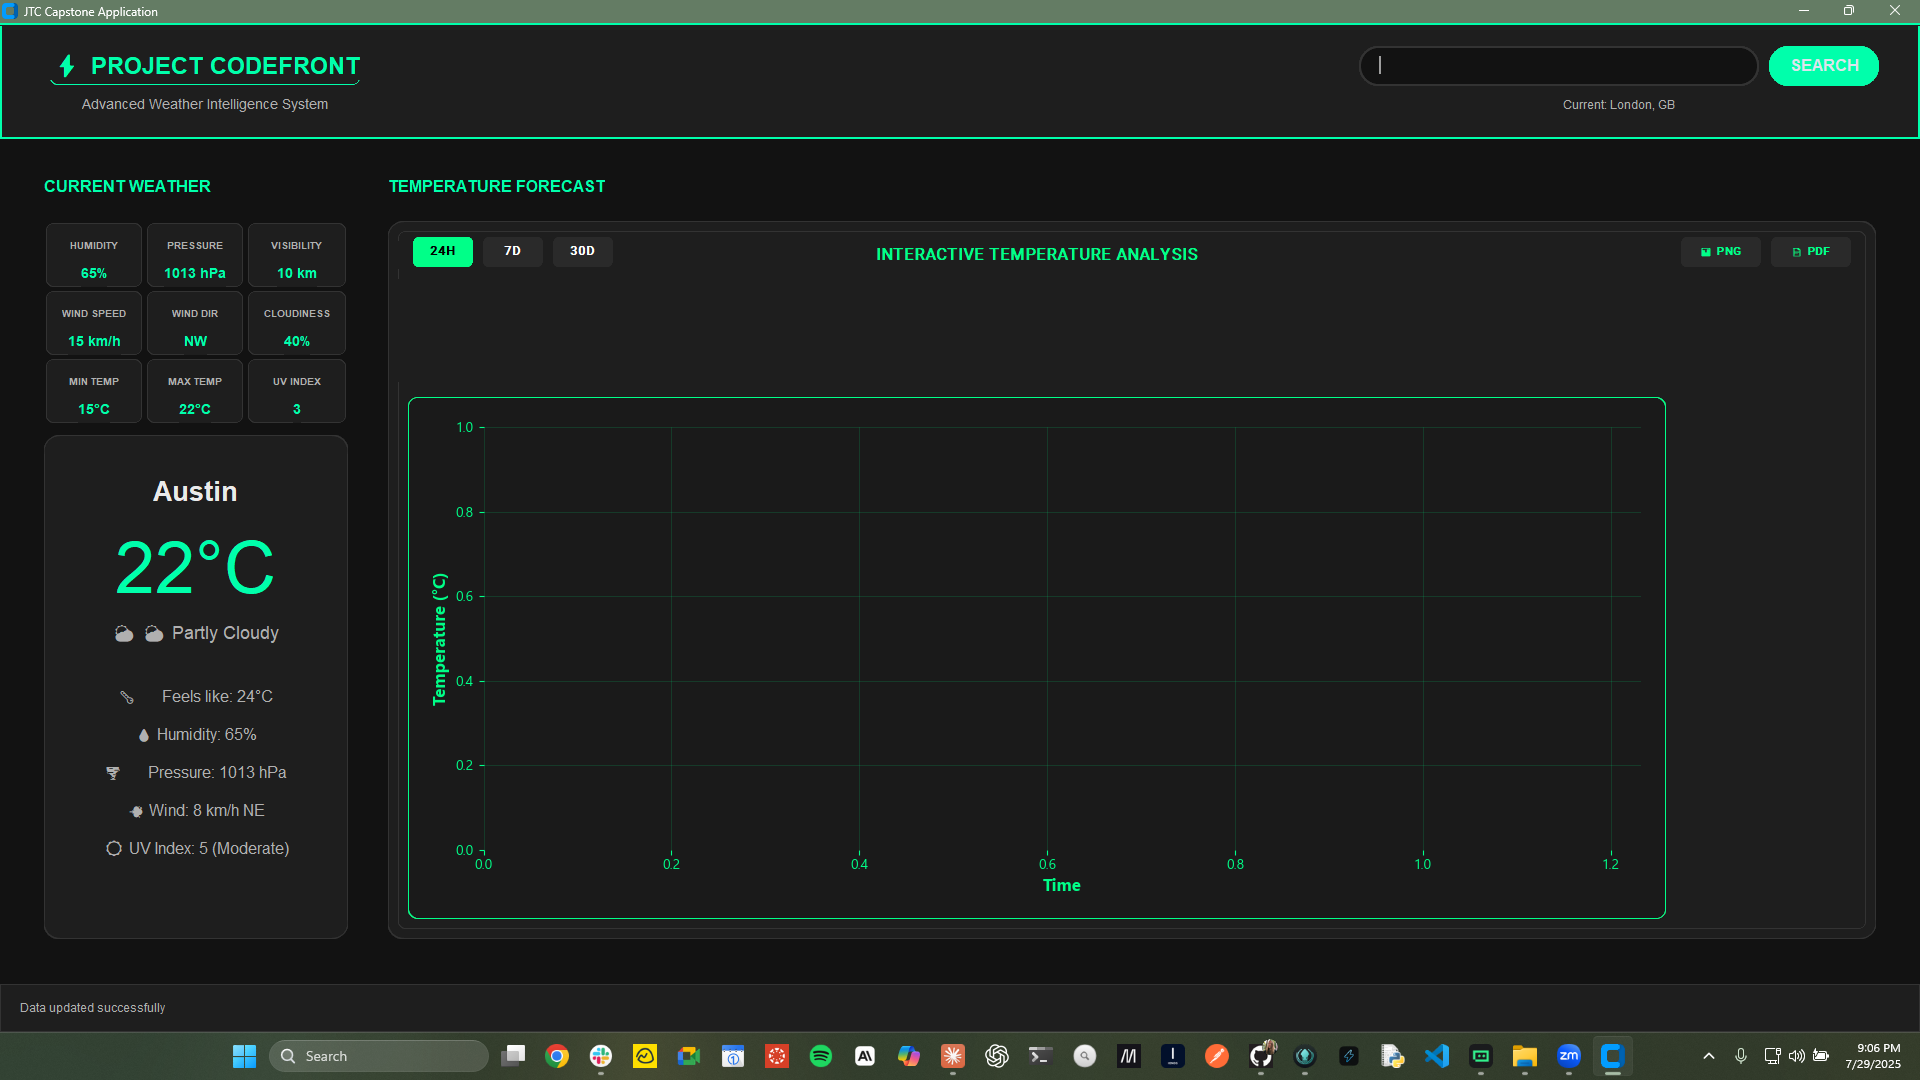 JTC Capstone Application
PROJECT CODEFRONT
Advanced Weather Intelligence System
SEARCH
Current: London, GB
CURRENT WEATHER
HUMIDITY
65%
PRESSURE
1013 hPa
VISIBILITY
10 km
WIND SPEED
15 km/h
WIND DIR
NW
CLOUDINESS
40%
MIN TEMP
15°C
MAX TEMP
22°C
UV INDEX
3
Austin
22°C
Partly Cloudy
Feels like: 24°C
Humidity: 65%
Pressure: 1013 hPa
Wind: 8 km/h NE
UV Index: 5 (Moderate)
TEMPERATURE FORECAST
24H
7D
30D
INTERACTIVE TEMPERATURE ANALYSIS
PNG
PDF
Temperature (°C)
1.0
0.8
0.6
0.4
0.2
0.0
0.0 0.2 0.4 0.6 0.8 1.0 1.2
Time
Data updated successfully
Search
zm
9:06 PM
7/29/2025